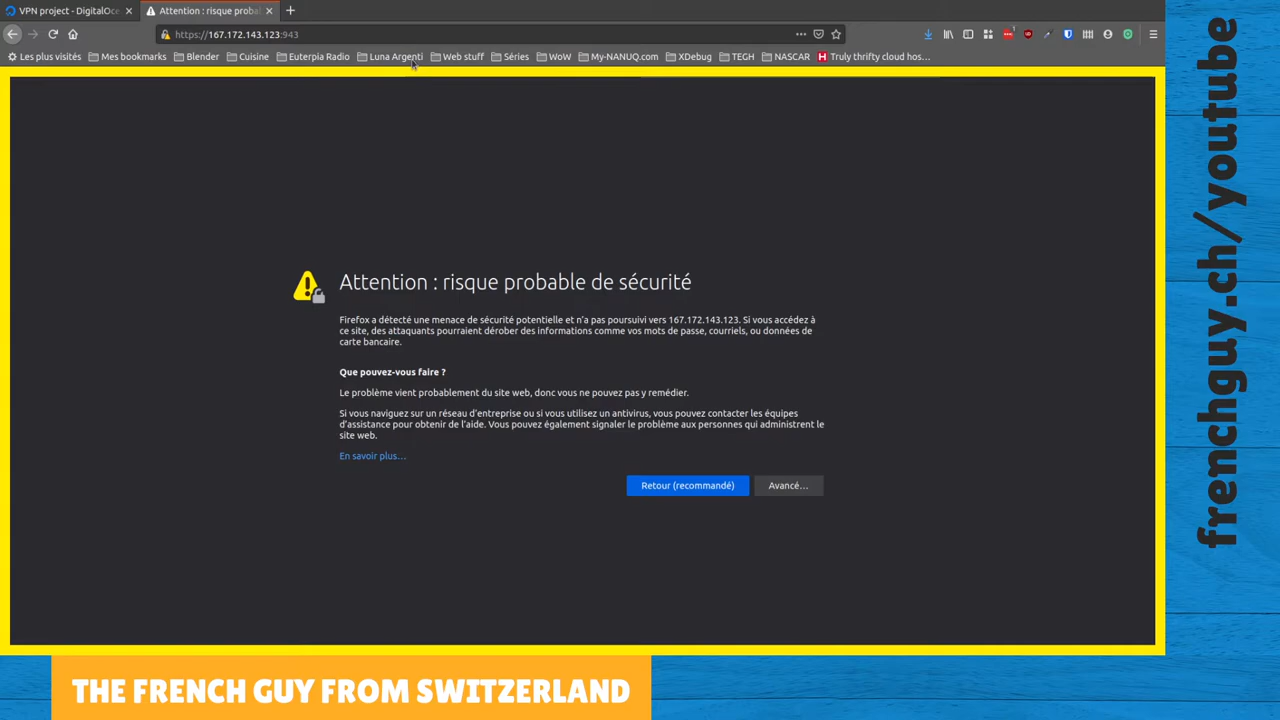 VPN project - DigitalOce
Attention : risque probal
https://167.172.143.123:943
Les plus visités
Mes bookmarks
Blender
Cuisine
Euterpia Radio
Luna Argenti
Web stuff
Séries
WoW
My-NANUQ.com
XDebug
TEGH
NASCAR
H Truly thrifty cloud hos…
Attention : risque probable de sécurité
Firefox a détecté une menace de sécurité potentielle et n’a pas poursuivi vers 167.172.143.123. Si vous accédez à
ce site, des attaquants pourraient dérober des informations comme vos mots de passe, courriels, ou données de
carte bancaire.
Que pouvez-vous faire ?
Le problème vient probablement du site web, donc vous ne pouvez pas y remédier.
Si vous naviguez sur un réseau d’entreprise ou si vous utilisez un antivirus, vous pouvez contacter les équipes
d’assistance pour obtenir de l’aide. Vous pouvez également signaler le problème aux personnes qui administrent le
site web.
En savoir plus…
Retour (recommandé)
Avancé…
frenchguy.ch/youtube
THE FRENCH GUY FROM SWITZERLAND